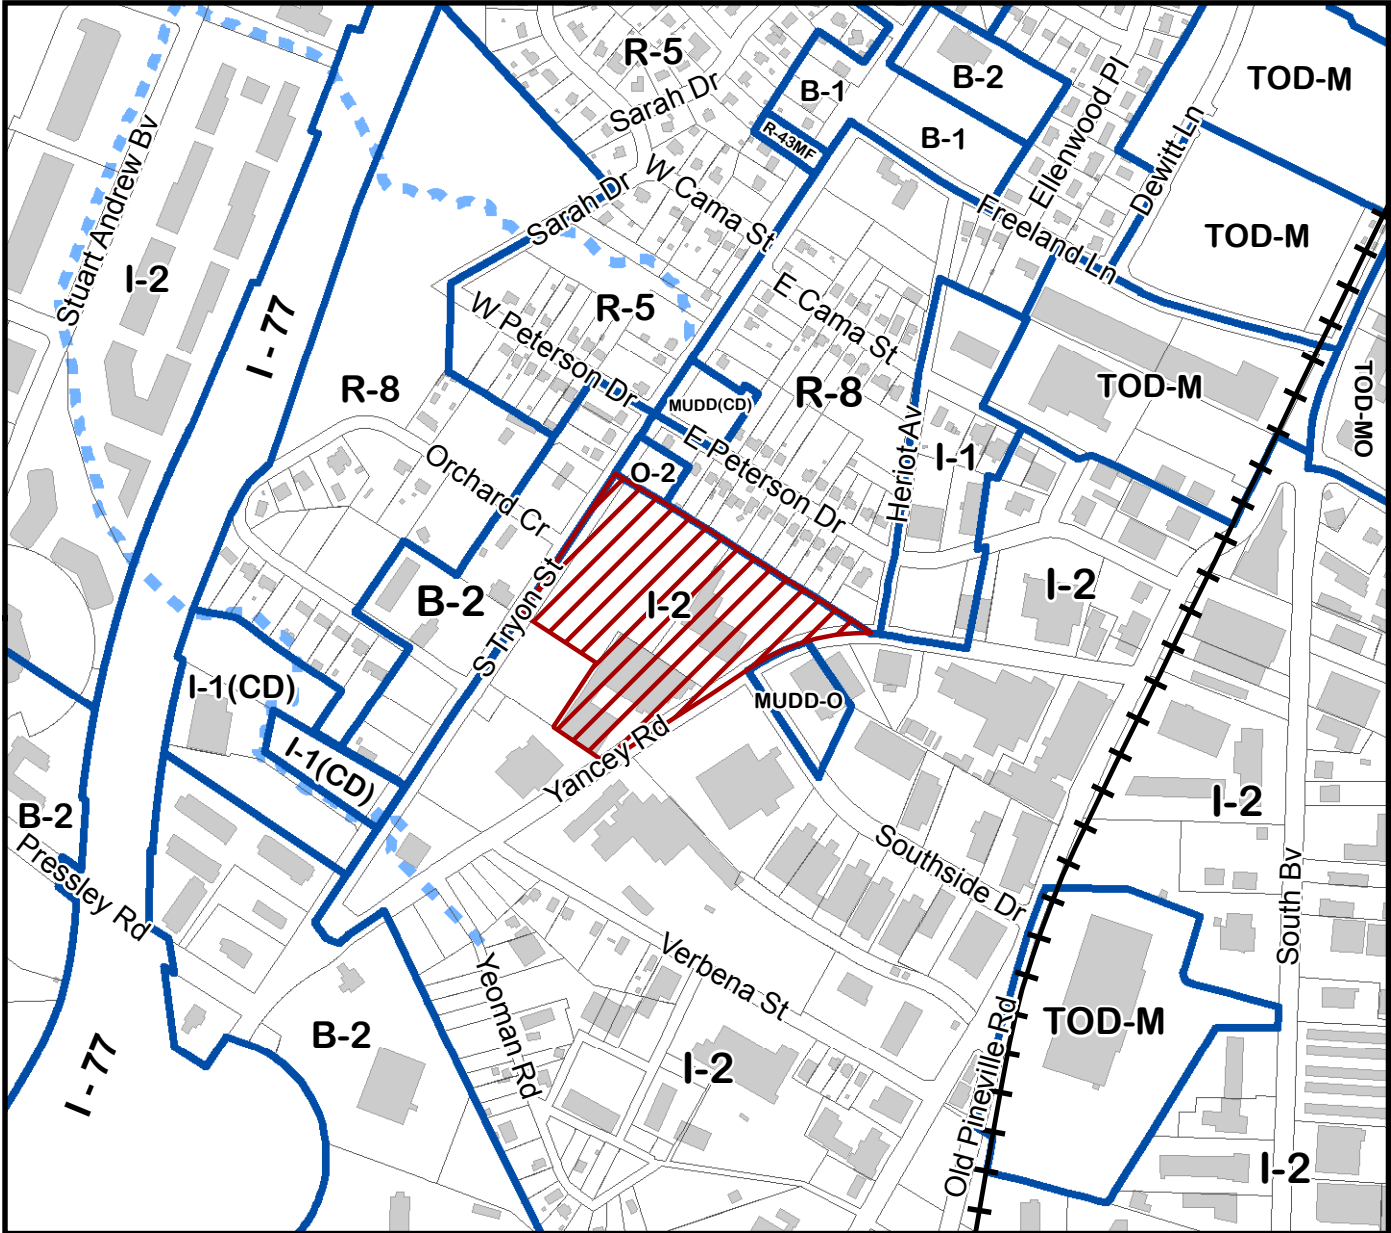 R-5
TOD-M
B-2
B-1
Sarah Dr
Ellenwood Pl
R-43MF
B-1
Dewitt Ln
Stuart Andrew Bv
W Cama St
Sarah Dr
Freeland Ln
TOD-M
I-2
E Cama St
R-5
I - 77
W Peterson Dr
R-8
R-8
TOD-M
MUDD(CD)
TOD-MO
E Peterson Dr
Heriot Av
I-1
Orchard Cr
O-2
I-2
B-2
I-2
S Tryon St
I-1(CD)
MUDD-O
I-1(CD)
Yancey Rd
I-2
B-2
Pressley Rd
Southside Dr
South Bv
Verbena St
Yeoman Rd
B-2
TOD-M
Old Pineville Rd
I-2
I - 77
I-2